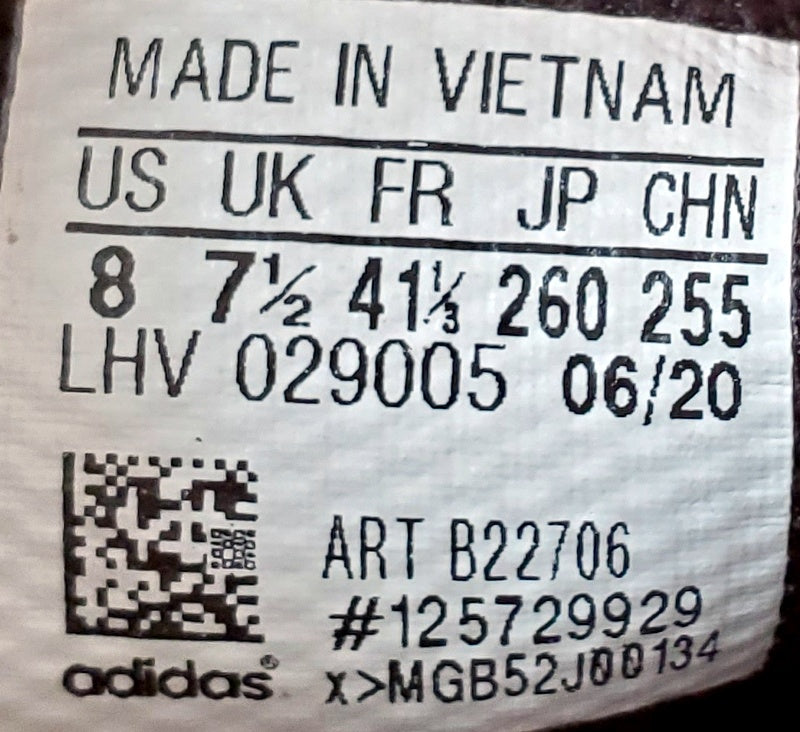 MADE IN VIETNAM
US UK FR JP CHN
8 7½ 41⅓ 260 255
LHV 029005 06/20
ART B22706
#125729929
x>MGB52J00134
adidas®